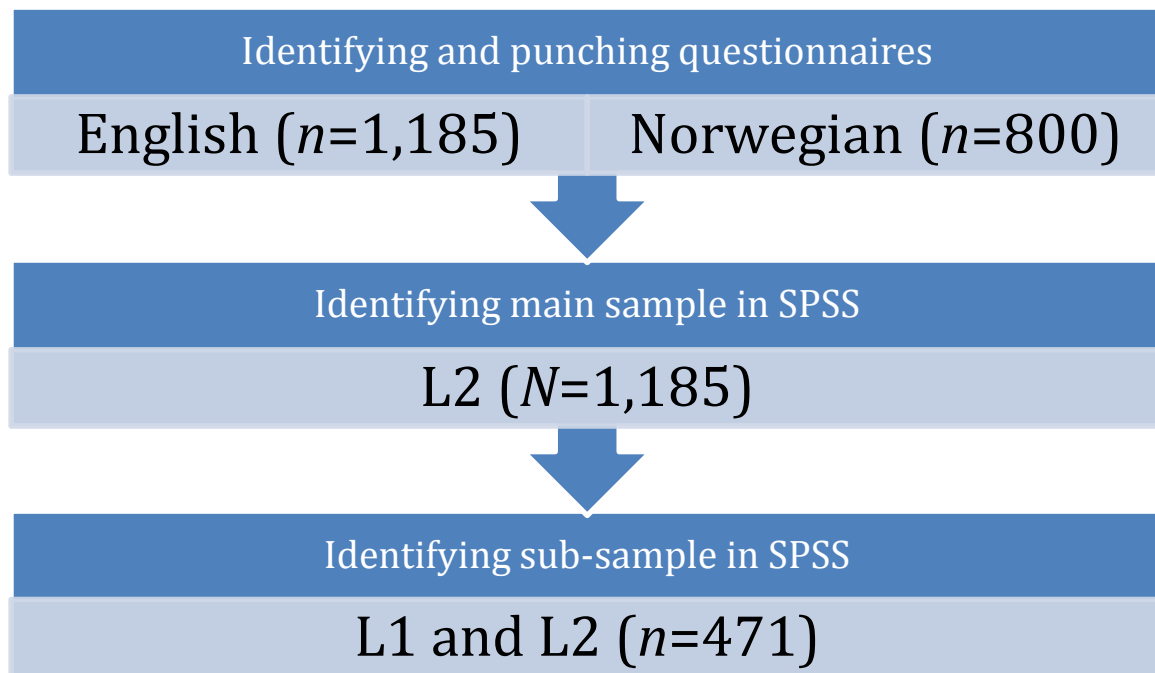 Identifying and punching questionnaires
English (n=1,185)
Norwegian (n=800)
Identifying main sample in SPSS
L2 (N=1,185)
Identifying sub-sample in SPSS
L1 and L2 (n=471)